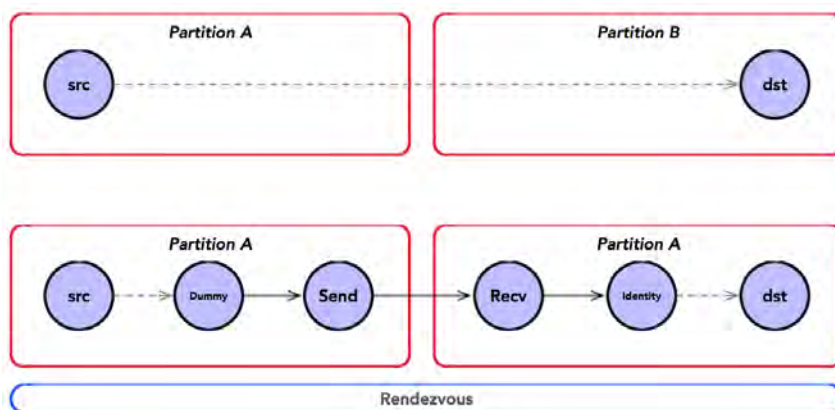 Partition A
Partition B
src
dst
Partition A
Partition A
src
Dummy
Send
Recv
Identity
dst
Rendezvous